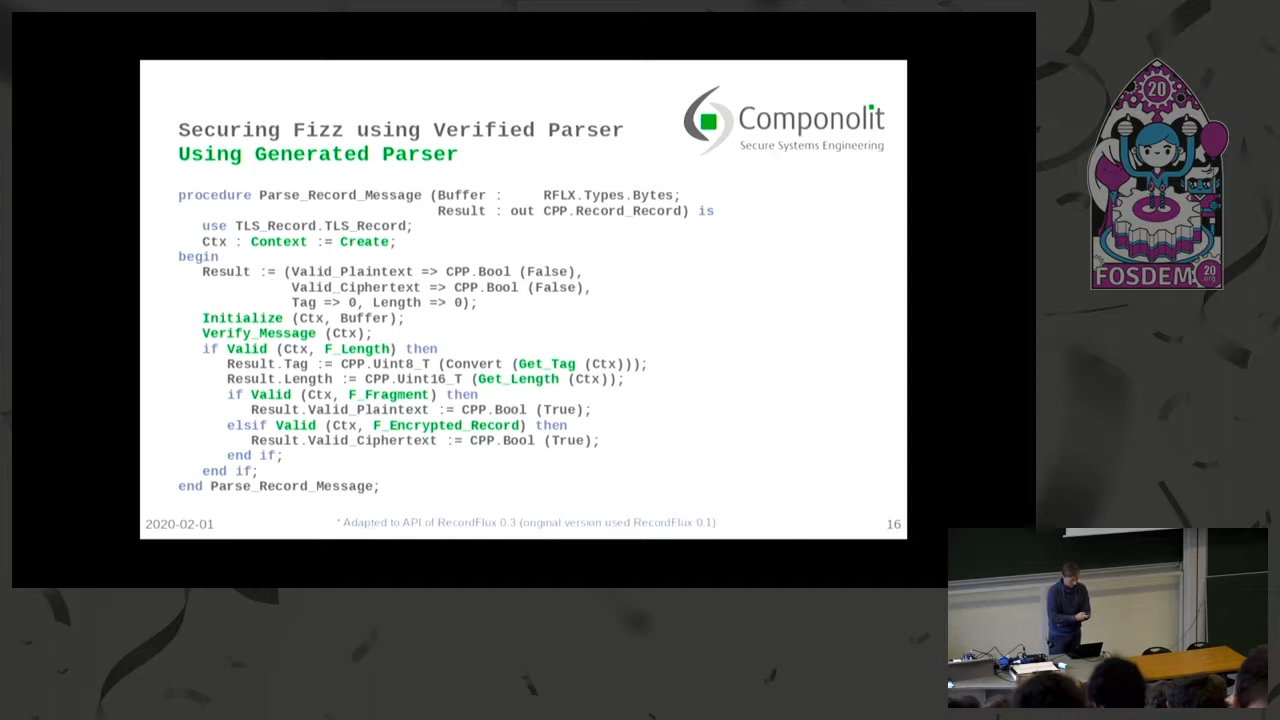 Securing Fizz using Verified Parser
Using Generated Parser
Componolit
Secure Systems Engineering
procedure Parse_Record_Message (Buffer :     RFLX.Types.Bytes;
                                Result : out CPP.Record_Record) is
   use TLS_Record.TLS_Record;
   Ctx : Context := Create;
begin
   Result := (Valid_Plaintext => CPP.Bool (False),
              Valid_Ciphertext => CPP.Bool (False),
              Tag => 0, Length => 0);
   Initialize (Ctx, Buffer);
   Verify_Message (Ctx);
   if Valid (Ctx, F_Length) then
      Result.Tag := CPP.Uint8_T (Convert (Get_Tag (Ctx)));
      Result.Length := CPP.Uint16_T (Get_Length (Ctx));
      if Valid (Ctx, F_Fragment) then
         Result.Valid_Plaintext := CPP.Bool (True);
      elsif Valid (Ctx, F_Encrypted_Record) then
         Result.Valid_Ciphertext := CPP.Bool (True);
      end if;
   end if;
end Parse_Record_Message;
2020-02-01
* Adapted to API of RecordFlux 0.3 (original version used RecordFlux 0.1)
16
20
FOSDEM
20
.org